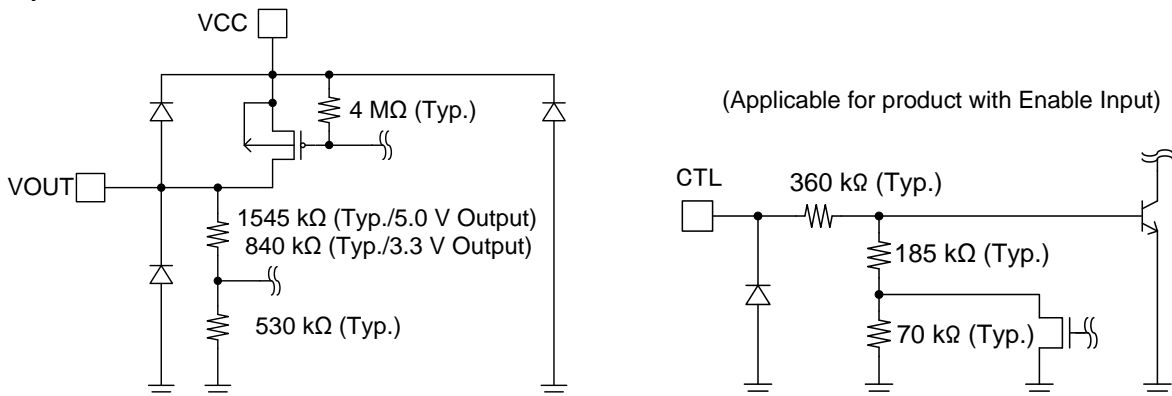 VCC
4 MΩ (Typ.)
VOUT
1545 kΩ (Typ./5.0 V Output)
840 kΩ (Typ./3.3 V Output)
530 kΩ (Typ.)
(Applicable for product with Enable Input)
CTL
360 kΩ (Typ.)
185 kΩ (Typ.)
70 kΩ (Typ.)